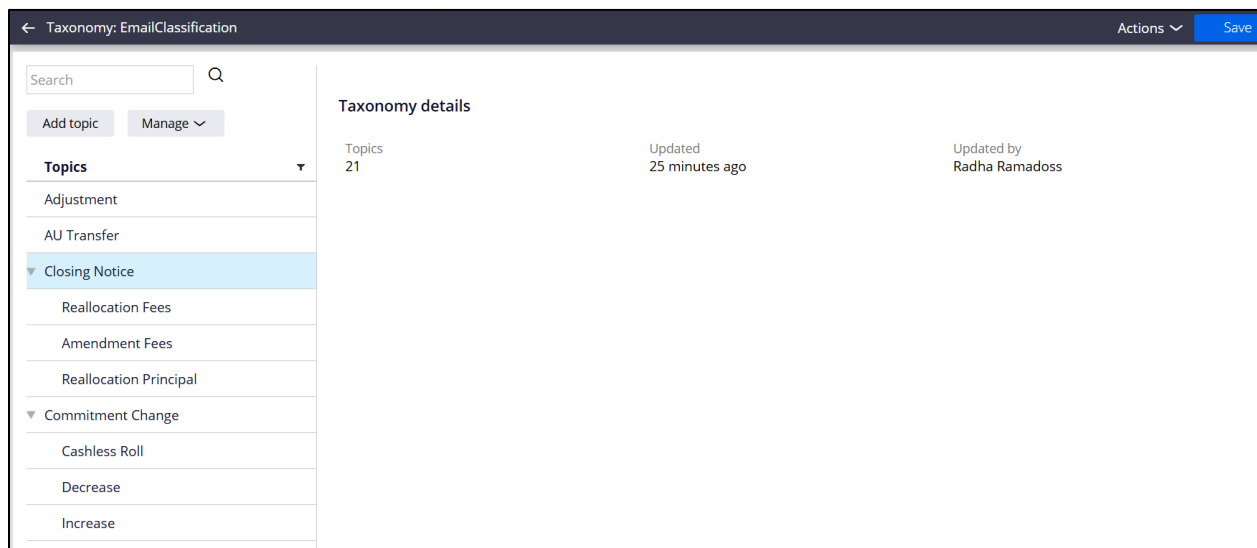 Taxonomy: EmailClassification
Actions
Save
Search
Add topic
Manage
Topics
Adjustment
AU Transfer
Closing Notice
Reallocation Fees
Amendment Fees
Reallocation Principal
Commitment Change
Cashless Roll
Decrease
Increase
Taxonomy details
Topics
21
Updated
25 minutes ago
Updated by
Radha Ramadoss